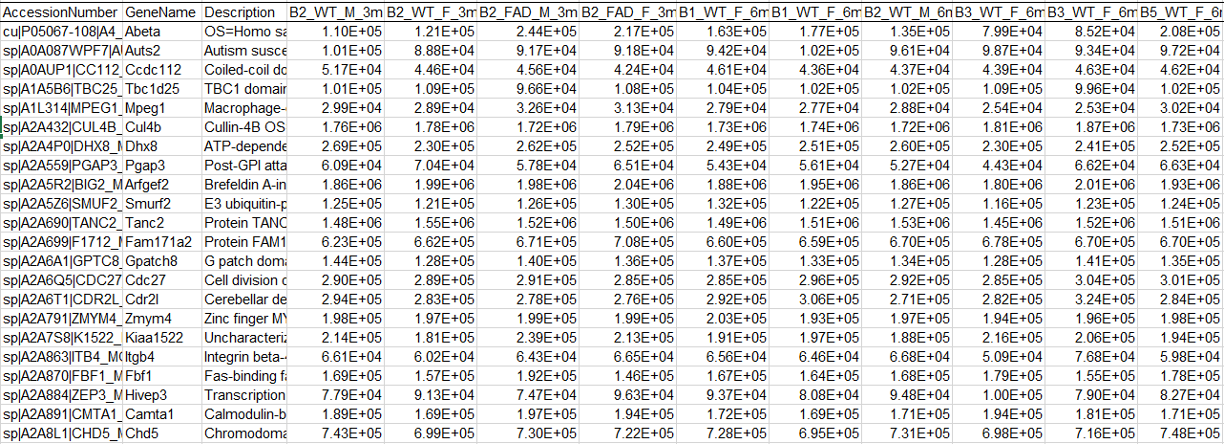 AccessionNumber GeneName Description B2_WT_M_3m B2_WT_F_3m B2_FAD_M_3m B2_FAD_F_3m B1_WT_F_6m B1_WT_F_6m B2_WT_M_6m B3_WT_F_6m B3_WT_F_6m B5_WT_F_6m
cu|P05067-108|A4_ Abeta OS=Homo sa 1.10E+05 1.21E+05 2.44E+05 2.17E+05 1.63E+05 1.77E+05 1.35E+05 7.99E+04 8.52E+04 2.08E+05
sp|A0A087WPF7|AU Auts2 Autism susce 1.01E+05 8.88E+04 9.17E+04 9.18E+04 9.42E+04 1.02E+05 9.61E+04 9.87E+04 9.34E+04 9.72E+04
sp|A0AUP1|CC112_ Ccdc112 Coiled-coil do 5.17E+04 4.46E+04 4.56E+04 4.24E+04 4.61E+04 4.36E+04 4.37E+04 4.39E+04 4.63E+04 4.62E+04
sp|A1A5B6|TBC25_ Tbc1d25 TBC1 domain 1.01E+05 1.09E+05 9.66E+04 1.08E+05 1.04E+05 1.02E+05 1.02E+05 1.09E+05 9.96E+04 1.02E+05
sp|A1L314|MPEG1_ Mpeg1 Macrophage- 2.99E+04 2.89E+04 3.26E+04 3.13E+04 2.79E+04 2.77E+04 2.88E+04 2.54E+04 2.53E+04 3.02E+04
sp|A2A432|CUL4B_ Cul4b Cullin-4B OS 1.76E+06 1.78E+06 1.72E+06 1.79E+06 1.73E+06 1.74E+06 1.72E+06 1.81E+06 1.87E+06 1.73E+06
sp|A2A4P0|DHX8_M Dhx8 ATP-depende 2.69E+05 2.30E+05 2.62E+05 2.52E+05 2.49E+05 2.51E+05 2.60E+05 2.30E+05 2.41E+05 2.52E+05
sp|A2A559|PGAP3_ Pgap3 Post-GPI atta 6.09E+04 7.04E+04 5.78E+04 6.51E+04 5.43E+04 5.61E+04 5.27E+04 4.43E+04 6.62E+04 6.63E+04
sp|A2A5R2|BIG2_M Arfgef2 Brefeldin A-in 1.86E+06 1.99E+06 1.98E+06 2.04E+06 1.88E+06 1.95E+06 1.86E+06 1.80E+06 2.01E+06 1.93E+06
sp|A2A5Z6|SMUF2_ Smurf2 E3 ubiquitin-p 1.25E+05 1.21E+05 1.26E+05 1.30E+05 1.32E+05 1.22E+05 1.27E+05 1.16E+05 1.23E+05 1.24E+05
sp|A2A690|TANC2_ Tanc2 Protein TANC 1.48E+06 1.55E+06 1.52E+06 1.50E+06 1.49E+06 1.51E+06 1.53E+06 1.45E+06 1.52E+06 1.51E+06
sp|A2A699|F1712_M Fam171a2 Protein FAM1 6.23E+05 6.62E+05 6.71E+05 7.08E+05 6.60E+05 6.59E+05 6.70E+05 6.78E+05 6.70E+05 6.70E+05
sp|A2A6A1|GPTC8_ Gpatch8 G patch doma 1.44E+05 1.28E+05 1.40E+05 1.36E+05 1.37E+05 1.33E+05 1.34E+05 1.28E+05 1.41E+05 1.35E+05
sp|A2A6Q5|CDC27_ Cdc27 Cell division c 2.90E+05 2.89E+05 2.91E+05 2.85E+05 2.85E+05 2.96E+05 2.92E+05 2.85E+05 3.04E+05 3.01E+05
sp|A2A6T1|CDR2L_ Cdr2l Cerebellar de 2.94E+05 2.83E+05 2.78E+05 2.76E+05 2.92E+05 3.06E+05 2.71E+05 2.82E+05 3.24E+05 2.84E+05
sp|A2A791|ZMYM4_ Zmym4 Zinc finger MY 1.98E+05 1.97E+05 1.99E+05 1.99E+05 2.03E+05 1.93E+05 1.97E+05 1.94E+05 1.96E+05 1.98E+05
sp|A2A7S8|K1522_ Kiaa1522 Uncharacteriz 2.14E+05 1.81E+05 2.39E+05 2.13E+05 1.91E+05 1.97E+05 1.88E+05 2.16E+05 2.06E+05 1.94E+05
sp|A2A863|ITB4_MO Itgb4 Integrin beta- 6.61E+04 6.02E+04 6.43E+04 6.65E+04 6.56E+04 6.46E+04 6.68E+04 5.09E+04 7.68E+04 5.98E+04
sp|A2A870|FBF1_M Fbf1 Fas-binding fa 1.69E+05 1.57E+05 1.92E+05 1.46E+05 1.67E+05 1.64E+05 1.68E+05 1.79E+05 1.55E+05 1.78E+05
sp|A2A884|ZEP3_M Hivep3 Transcription 7.79E+04 9.13E+04 7.47E+04 9.63E+04 9.37E+04 8.08E+04 9.48E+04 1.00E+05 7.90E+04 8.27E+04
sp|A2A891|CMTA1_ Camta1 Calmodulin-b 1.89E+05 1.69E+05 1.97E+05 1.94E+05 1.72E+05 1.69E+05 1.71E+05 1.94E+05 1.81E+05 1.71E+05
sp|A2A8L1|CHD5_M Chd5 Chromodoma 7.43E+05 6.99E+05 7.30E+05 7.22E+05 7.28E+05 6.95E+05 7.31E+05 6.98E+05 7.16E+05 7.48E+05